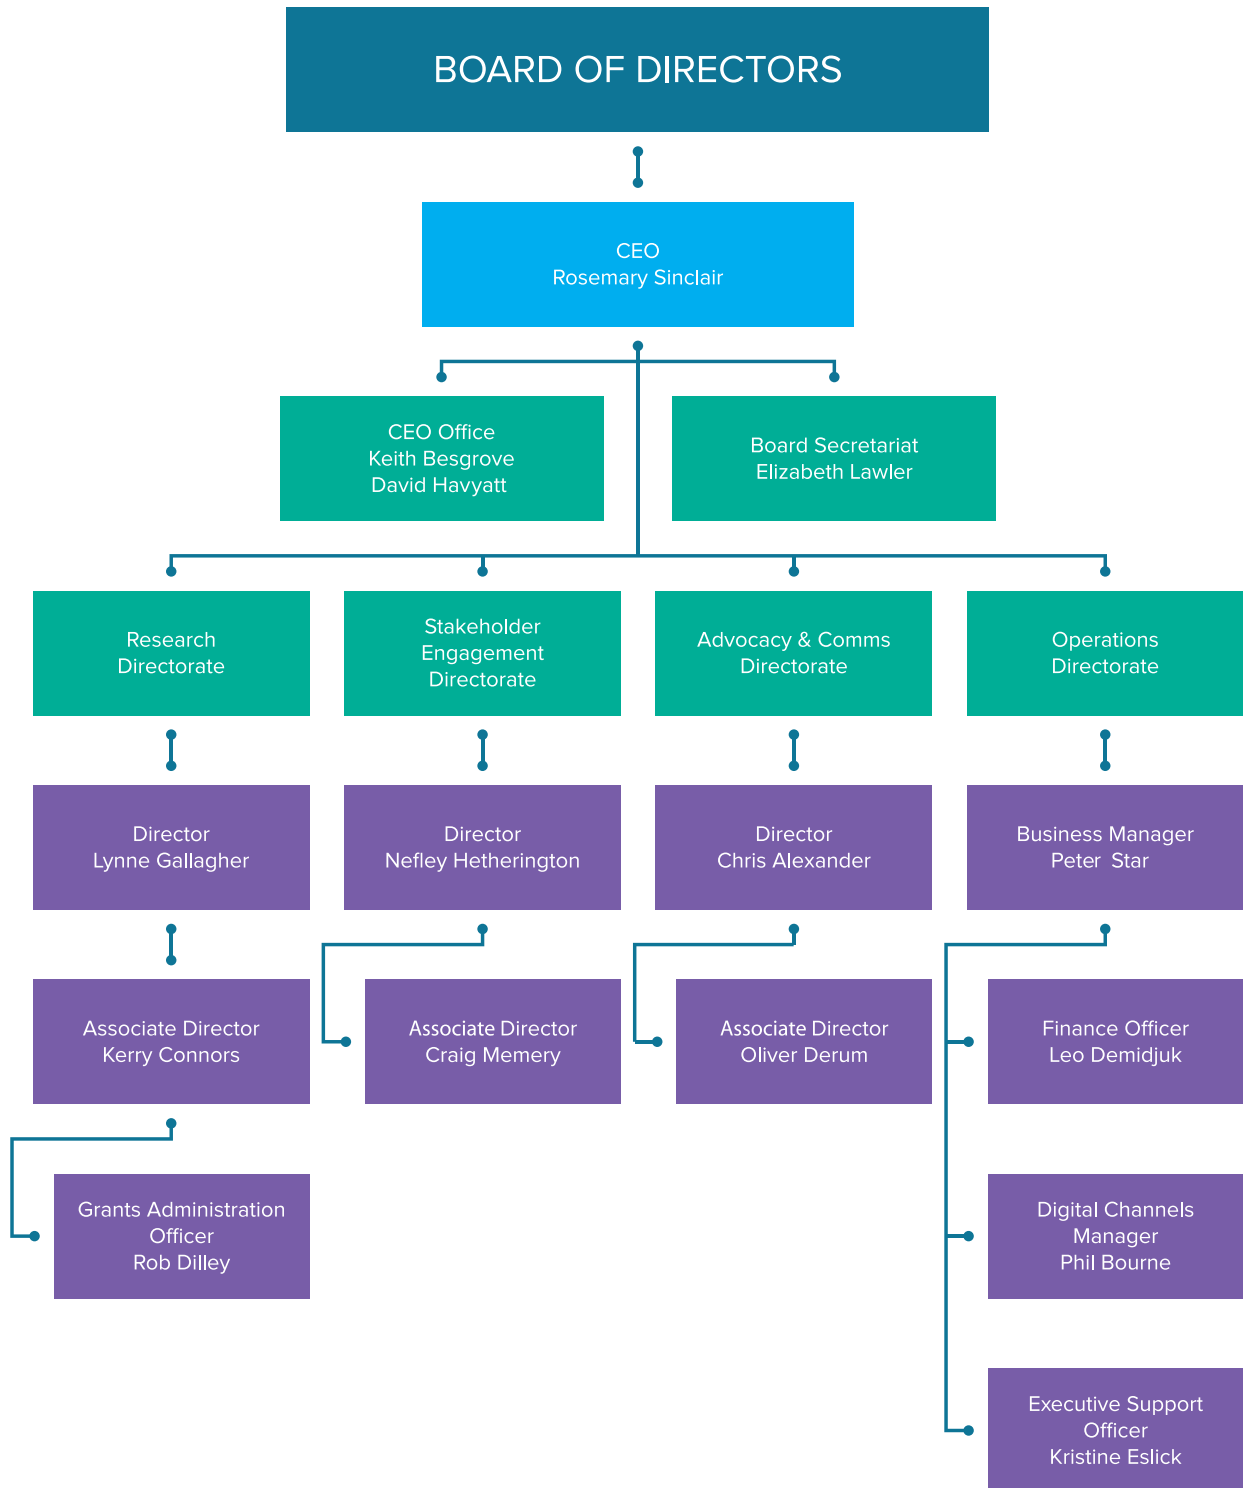 BOARD OF DIRECTORS
CEO
Rosemary Sinclair
CEO Office
Keith Besgrove
David Havyatt
Board Secretariat
Elizabeth Lawler
Research
Directorate
Stakeholder
Engagement
Directorate
Advocacy & Comms
Directorate
Operations
Directorate
Director
Lynne Gallagher
Director
Nefley Hetherington
Director
Chris Alexander
Business Manager
Peter Star
Associate Director
Kerry Connors
Associate Director
Craig Memery
Associate Director
Oliver Derum
Finance Officer
Leo Demidjuk
Grants Administration
Officer
Rob Dilley
Digital Channels
Manager
Phil Bourne
Executive Support
Officer
Kristine Eslick